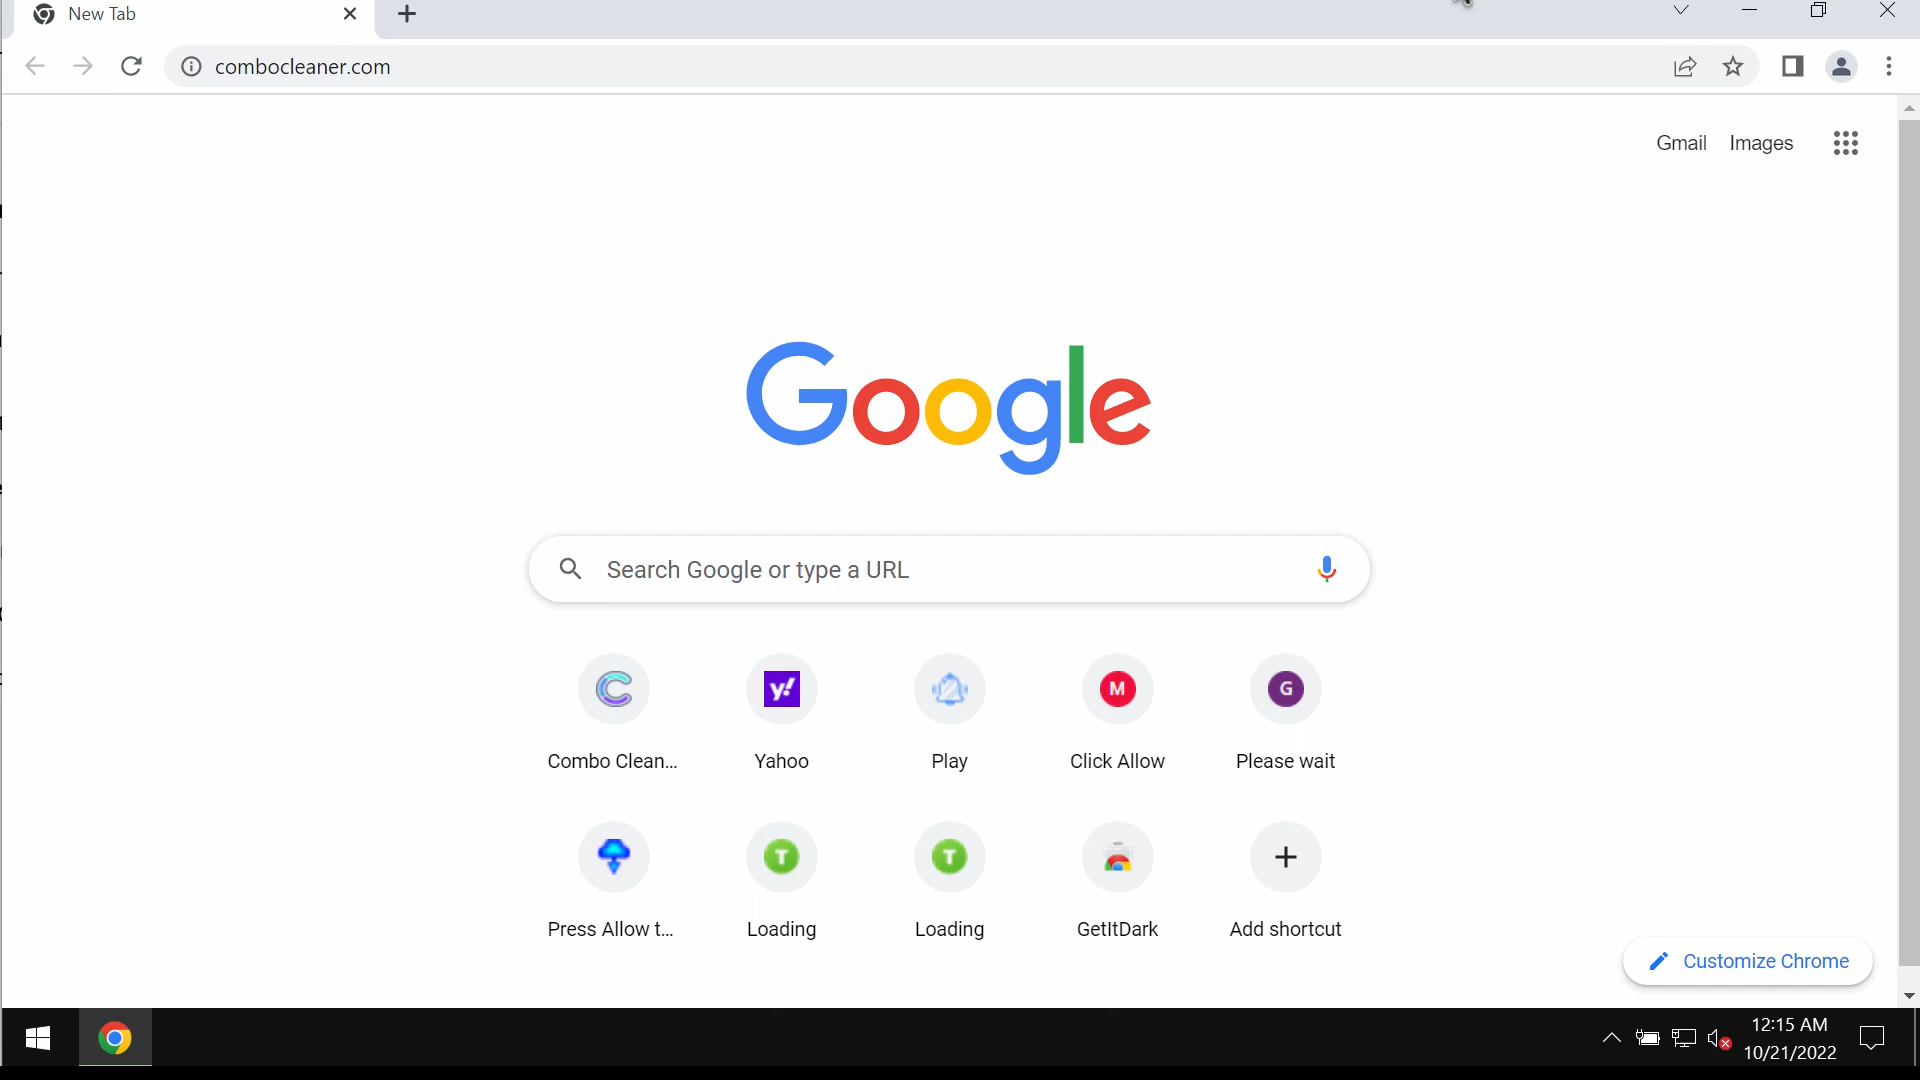 New Tab
combocleaner.com
Gmail Images
Google
Search Google or type a URL
y!
M
G
Combo Clean...
Yahoo
Play
Click Allow
Please wait
T
T
Press Allow t...
Loading
Loading
GetItDark
Add shortcut
Customize Chrome
12:15 AM
10/21/2022